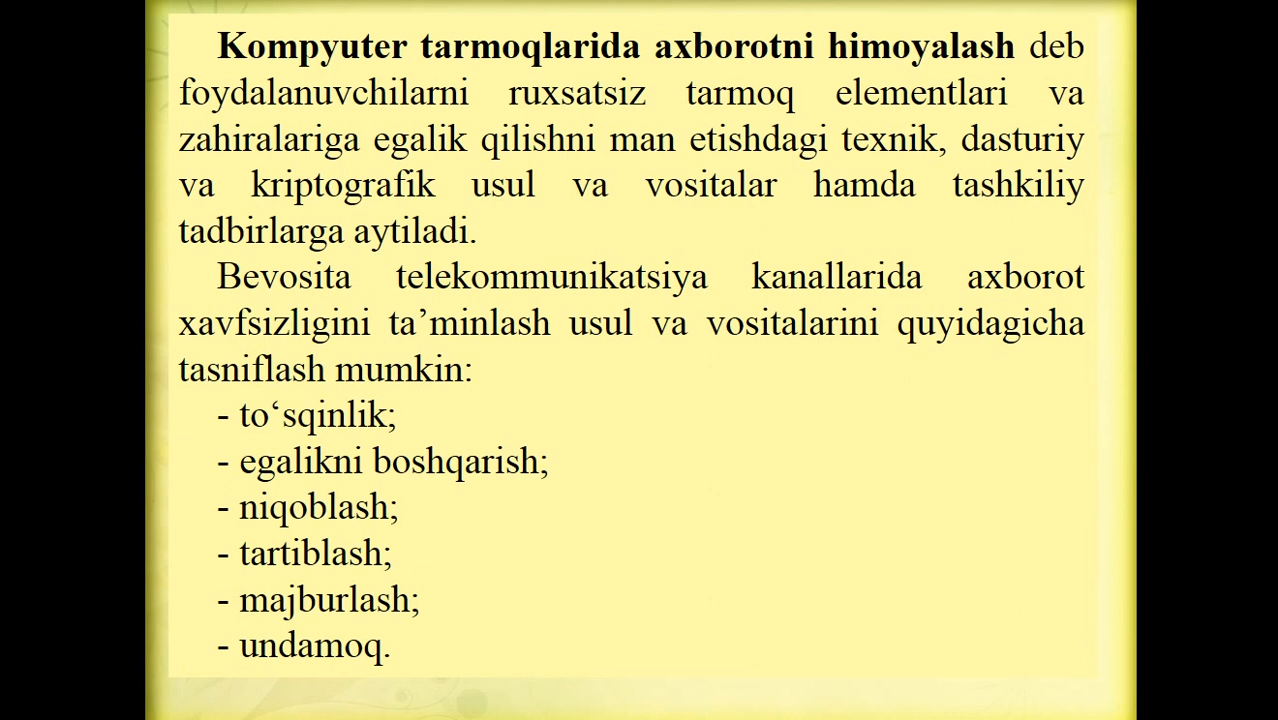 Kompyuter tarmoqlarida axborotni himoyalash deb
foydalanuvchilarni ruxsatsiz tarmoq elementlari va
zahiralariga egalik qilishni man etishdagi texnik, dasturiy
va kriptografik usul va vositalar hamda tashkiliy
tadbirlarga aytiladi.
Bevosita telekommunikatsiya kanallarida axborot
xavfsizligini ta’minlash usul va vositalarini quyidagicha
tasniflash mumkin:
- to‘sqinlik;
- egalikni boshqarish;
- niqoblash;
- tartiblash;
- majburlash;
- undamoq.